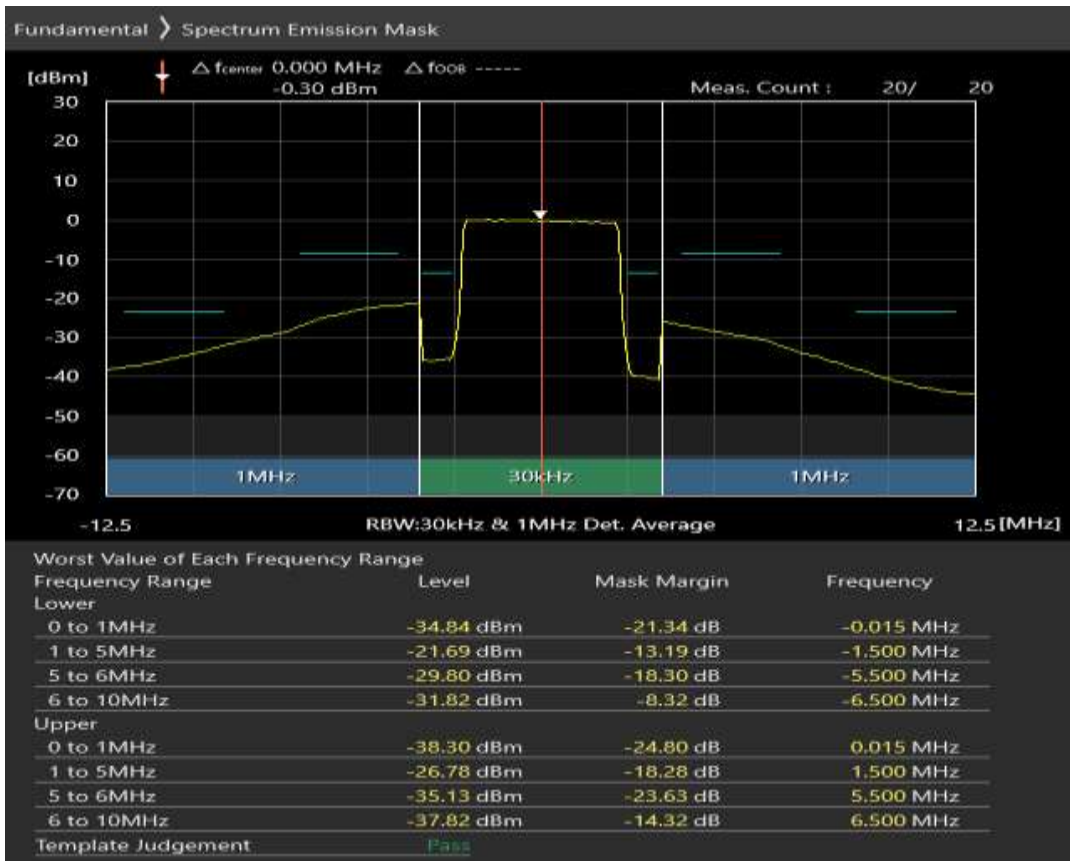 Fundamental 〉 Spectrum Emission Mask
△ fcenter 0.000 MHz △ fOOB -----
[dBm] -0.30 dBm Meas. Count : 20/ 20
30
20
10
0
-10
-20
-30
-40
-50
-60
1MHz 30kHz 1MHz
-70
-12.5 RBW:30kHz & 1MHz Det. Average 12.5 [MHz]
Worst Value of Each Frequency Range
Frequency Range Level Mask Margin Frequency
Lower
0 to 1MHz -34.84 dBm -21.34 dB -0.015 MHz
1 to 5MHz -21.69 dBm -13.19 dB -1.500 MHz
5 to 6MHz -29.80 dBm -18.30 dB -5.500 MHz
6 to 10MHz -31.82 dBm -8.32 dB -6.500 MHz
Upper
0 to 1MHz -38.30 dBm -24.80 dB 0.015 MHz
1 to 5MHz -26.78 dBm -18.28 dB 1.500 MHz
5 to 6MHz -35.13 dBm -23.63 dB 5.500 MHz
6 to 10MHz -37.82 dBm -14.32 dB 6.500 MHz
Template Judgement Pass